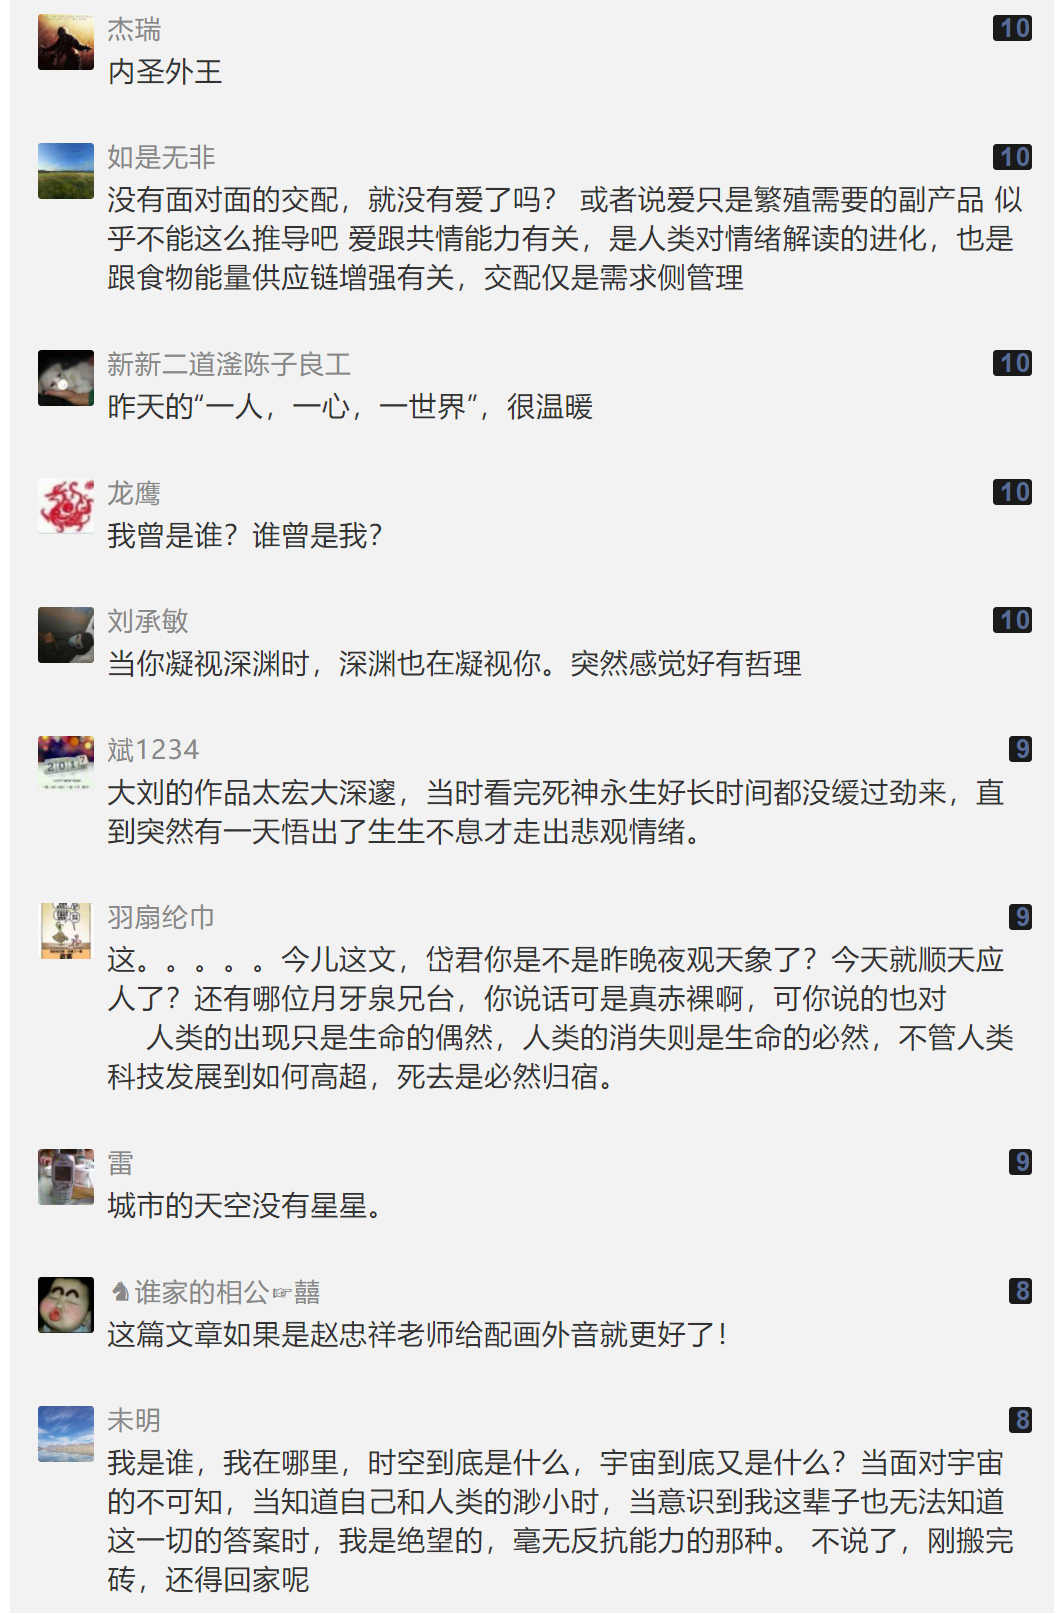 杰瑞
10
内圣外王
如是无非
10
没有面对面的交配，就没有爱了吗？ 或者说爱只是繁殖需要的副产品 似
乎不能这么推导吧 爱跟共情能力有关，是人类对情绪解读的进化，也是
跟食物能量供应链增强有关，交配仅是需求侧管理
新新二道滏陈子良工
10
昨天的“一人，一心，一世界”，很温暖
龙鹰
10
我曾是谁？谁曾是我？
刘承敏
10
当你凝视深渊时，深渊也在凝视你。突然感觉好有哲理
斌1234
9
大刘的作品太宏大深邃，当时看完死神永生好长时间都没缓过劲来，直
到突然有一天悟出了生生不息才走出悲观情绪。
羽扇纶巾
9
这。。。。。今儿这文，岱君你是不是昨晚夜观天象了？今天就顺天应
人了？还有哪位月牙泉兄台，你说话可是真赤裸啊，可你说的也对
人类的出现只是生命的偶然，人类的消失则是生命的必然，不管人类
科技发展到如何高超，死去是必然归宿。
雷
9
城市的天空没有星星。
♞谁家的相公☞囍
8
这篇文章如果是赵忠祥老师给配画外音就更好了！
未明
8
我是谁，我在哪里，时空到底是什么，宇宙到底又是什么？当面对宇宙
的不可知，当知道自己和人类的渺小时，当意识到我这辈子也无法知道
这一切的答案时，我是绝望的，毫无反抗能力的那种。 不说了，刚搬完
砖，还得回家呢